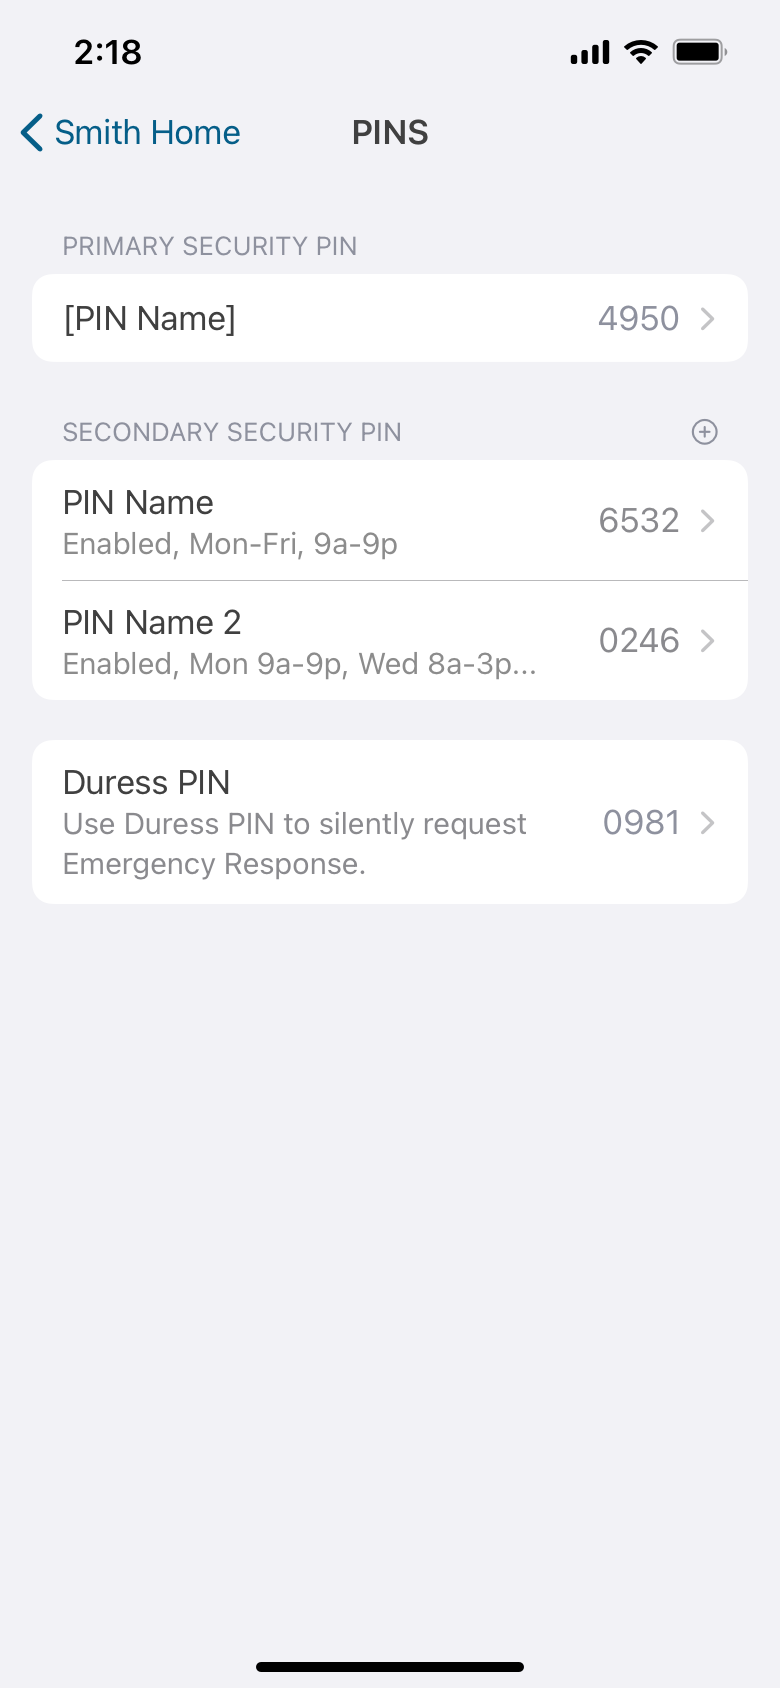 2:18
Smith Home
PINS
PRIMARY SECURITY PIN
[PIN Name]
4950
SECONDARY SECURITY PIN
PIN Name
Enabled, Mon-Fri, 9a-9p
6532
PIN Name 2
Enabled, Mon 9a-9p, Wed 8a-3p...
0246
Duress PIN
Use Duress PIN to silently request
Emergency Response.
0981